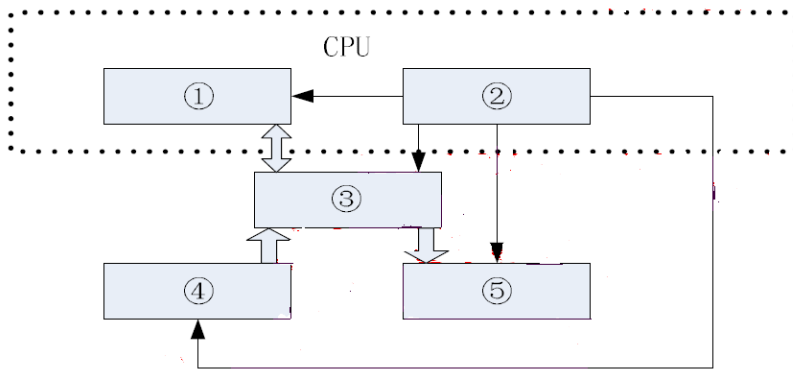 CPU
① ②
③
④ ⑤